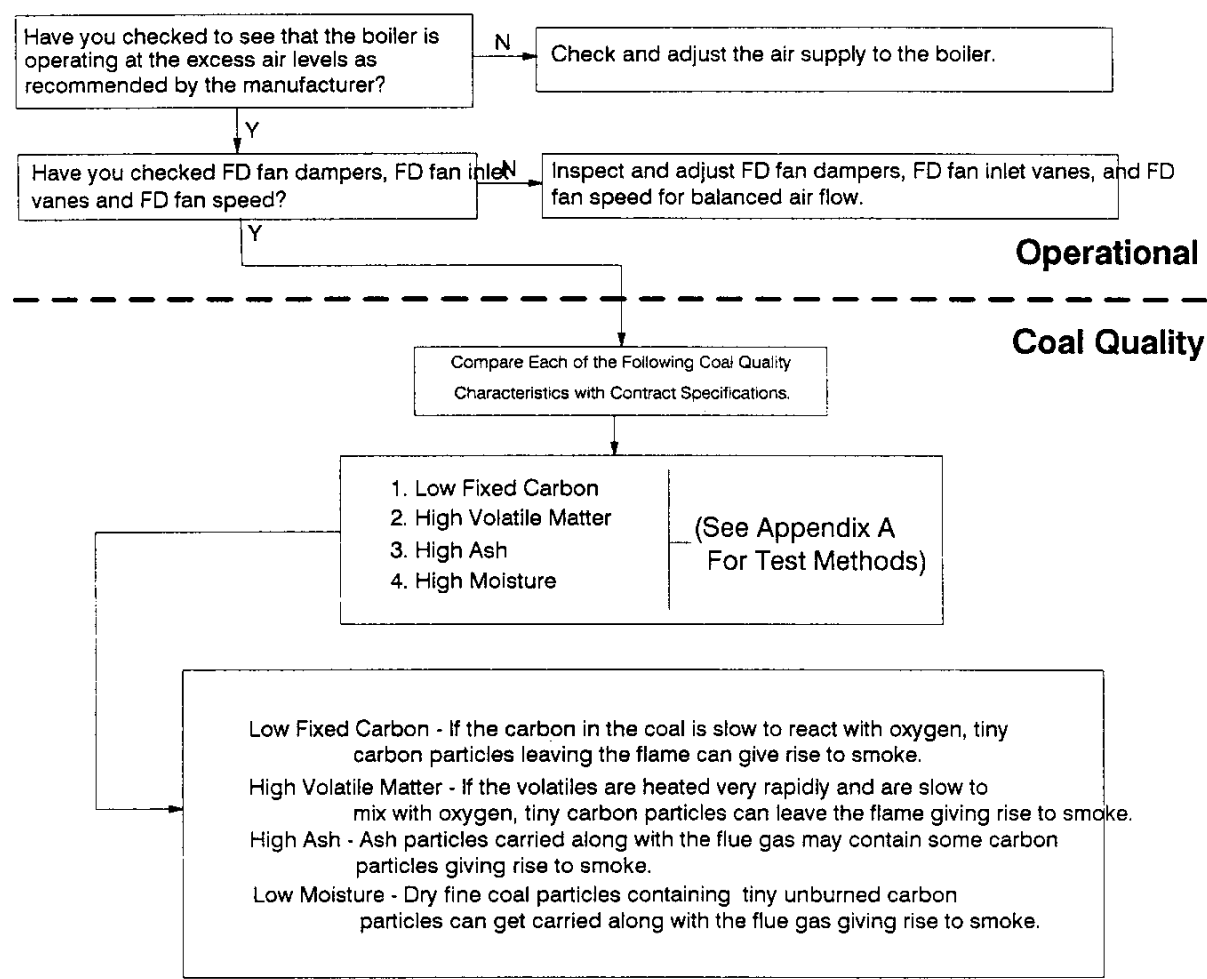 Have you checked to see that the boiler is
operating at the excess air levels as
recommended by the manufacturer?
N
Check and adjust the air supply to the boiler.
Y
Have you checked FD fan dampers, FD fan inlet
vanes and FD fan speed?
N
Inspect and adjust FD fan dampers, FD fan inlet vanes, and FD
fan speed for balanced air flow.
Y
Operational
Coal Quality
Compare Each of the Following Coal Quality
Characteristics with Contract Specifications.
1. Low Fixed Carbon
2. High Volatile Matter
3. High Ash
4. High Moisture
(See Appendix A
For Test Methods)
Low Fixed Carbon - If the carbon in the coal is slow to react with oxygen, tiny
carbon particles leaving the flame can give rise to smoke.
High Volatile Matter - If the volatiles are heated very rapidly and are slow to
mix with oxygen, tiny carbon particles can leave the flame giving rise to smoke.
High Ash - Ash particles carried along with the flue gas may contain some carbon
particles giving rise to smoke.
Low Moisture - Dry fine coal particles containing tiny unburned carbon
particles can get carried along with the flue gas giving rise to smoke.